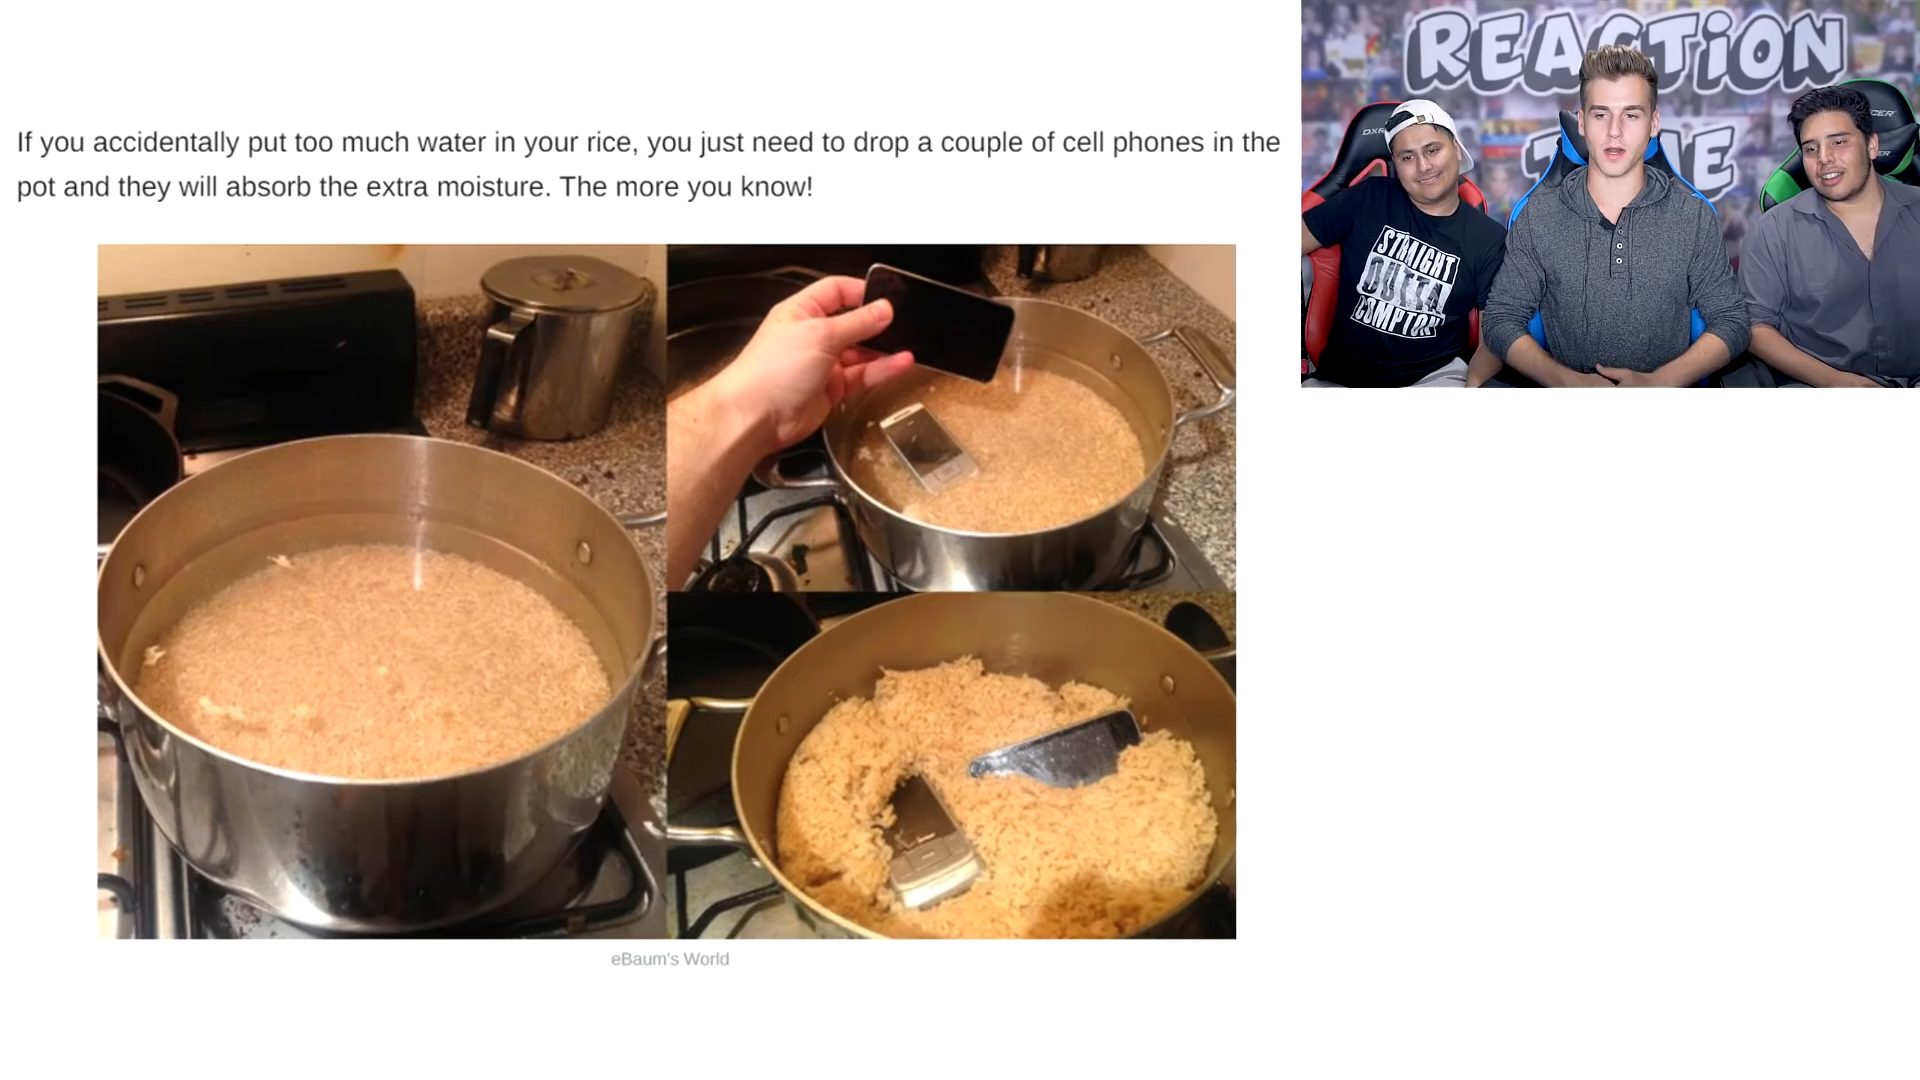 If you accidentally put too much water in your rice, you just need to drop a couple of cell phones in the
pot and they will absorb the extra moisture. The more you know!
eBaum's World
REACTION
STRAIGHT
OUTTA
COMPTON